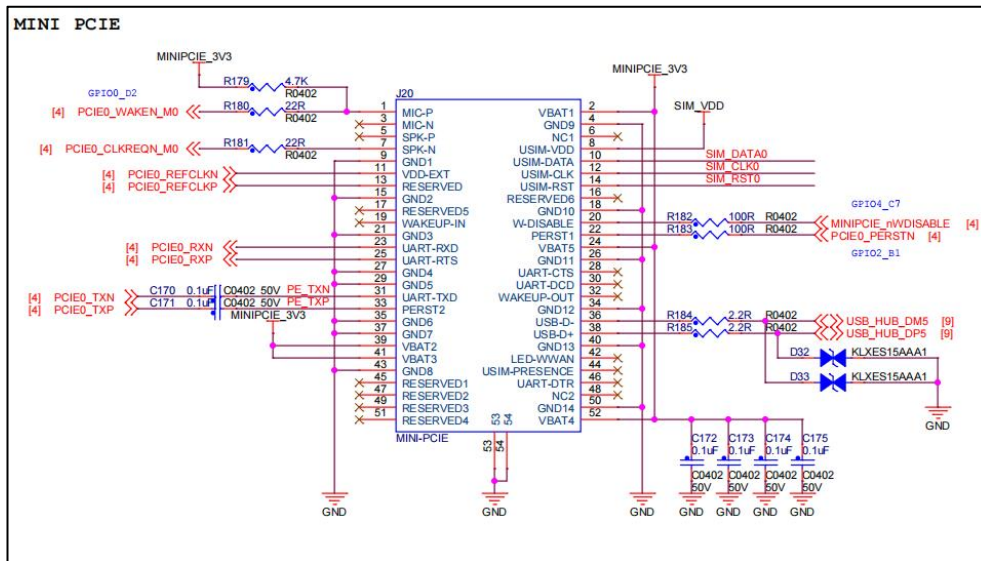 MINI PCIE
MINIPCIE_3V3
R179 4.7K
R0402
GPIO0_D2
[4] PCIE0_WAKEN_M0 R180 22R
R0402
[4] PCIE0_CLKREQN_M0 R181 22R
R0402
[4] PCIE0_REFCLKN
[4] PCIE0_REFCLKP
[4] PCIE0_RXN
[4] PCIE0_RXP
[4] PCIE0_TXN C170 0.1uF C0402 50V PE_TXN
[4] PCIE0_TXP C171 0.1uF C0402 50V PE_TXP
MINIPCIE_3V3
GND
J20
1 MIC-P
3 MIC-N
5 SPK-P
7 SPK-N
9 GND1
11 VDD-EXT
13 RESERVED
15 GND2
17 RESERVED5
19 WAKEUP-IN
21 GND3
23 UART-RXD
25 UART-RTS
27 GND4
29 GND5
31 UART-TXD
33 PERST2
35 GND6
37 GND7
39 VBAT2
41 VBAT3
43 GND8
45 RESERVED1
47 RESERVED2
49 RESERVED3
51 RESERVED4
VBAT1 2
GND9 4
NC1 6
USIM-VDD 8
USIM-DATA 10
USIM-CLK 12
USIM-RST 14
RESERVED6 16
GND10 18
W-DISABLE 20
PERST1 22
VBAT5 24
GND11 26
UART-CTS 28
UART-DCD 30
WAKEUP-OUT 32
GND12 34
USB-D- 36
USB-D+ 38
GND13 40
LED-WWAN 42
USIM-PRESENCE 44
UART-DTR 46
NC2 48
GND14 50
VBAT4 52
MINI-PCIE
53 54
53 54
GND
MINIPCIE_3V3
SIM_VDD
SIM_DATA0
SIM_CLK0
SIM_RST0
GPIO4_C7
R182 100R R0402 MINIPCIE_nWDISABLE [4]
R183 100R R0402 PCIE0_PERSTN [4]
GPIO2_B1
R184 2.2R R0402 USB_HUB_DM5 [9]
R185 2.2R R0402 USB_HUB_DP5 [9]
D32 KLXES15AAA1
D33 KLXES15AAA1
GND
C172 C173 C174 C175
0.1uF 0.1uF 0.1uF 0.1uF
C0402 C0402 C0402 C0402
50V 50V 50V 50V
GND GND GND GND GND